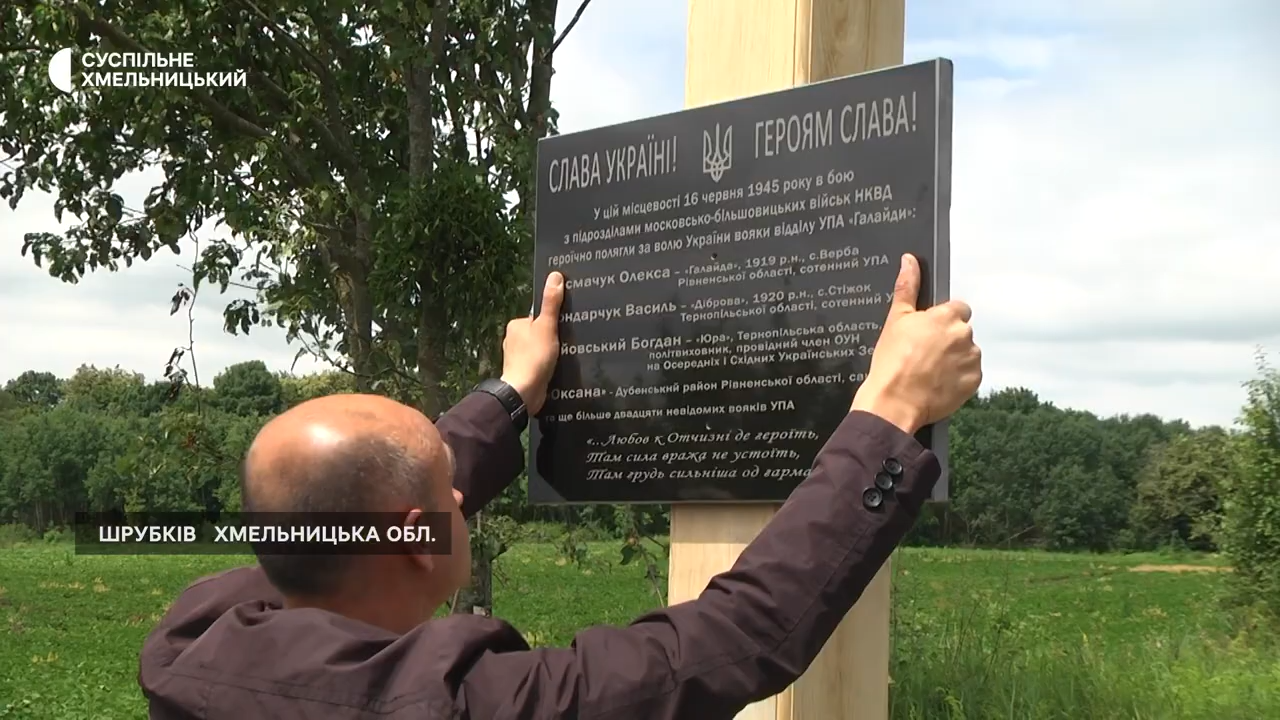 СУСПІЛЬНЕ
ХМЕЛЬНИЦЬКИЙ
СЛАВА УКРАЇНІ! ГЕРОЯМ СЛАВА!
У цій місцевості 16 червня 1945 року в бою
з підрозділами московсько-більшовицьких військ НКВД
героїчно полягли за волю України вояки відділу УПА «Галайди»:
Олекса – «Галайда», 1919 р.н., с.Верба
Рівненської області, сотенний УПА
Василь – «Діброва», 1920 р.н., с.Стіжок
Тернопільської області, сотенний
Богдан – «Юра», Тернопільська область,
політвиховник, провідний член ОУН
на Осередніх і Східних Українських
«Оксана» - Дубенський район Рівненської області,
та ще більше двадцяти невідомих вояків УПА
«...Любов к Отчизні де героїть,
Там сила вража не устоїть,
Там грудь сильніша од
ШРУБКІВ ХМЕЛЬНИЦЬКА ОБЛ.